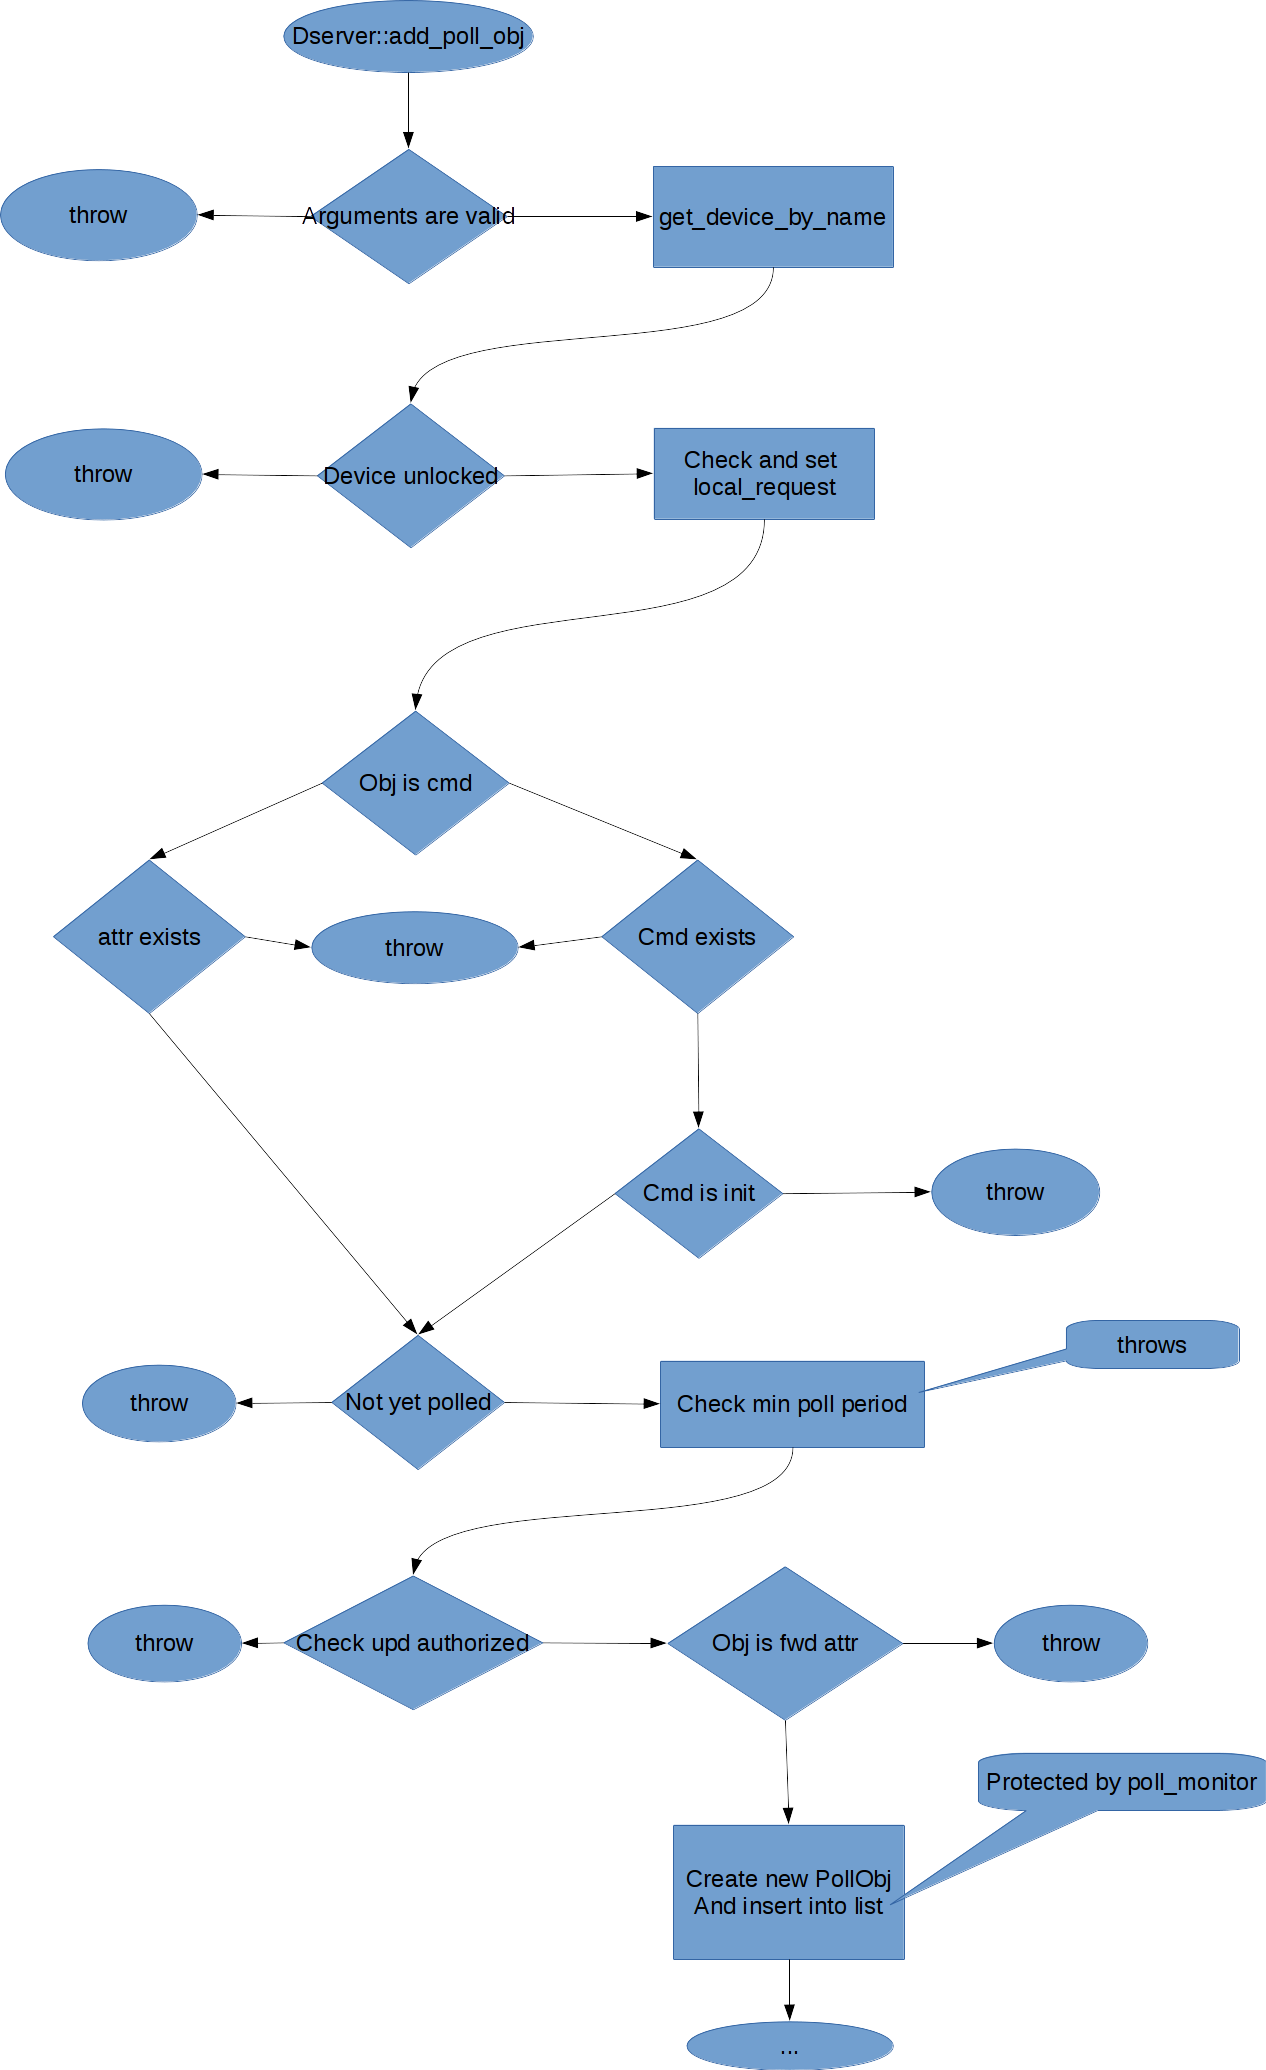 Dserver::add_poll_obj
throw
Arguments are valid
get_device_by_name
throw
Device unlocked
Check and set
local_request
Obj is cmd
attr exists
throw
Cmd exists
Cmd is init
throw
throws
throw
Not yet polled
Check min poll period
throw
Check upd authorized
Obj is fwd attr
throw
Protected by poll_monitor
Create new PollObj
And insert into list
...